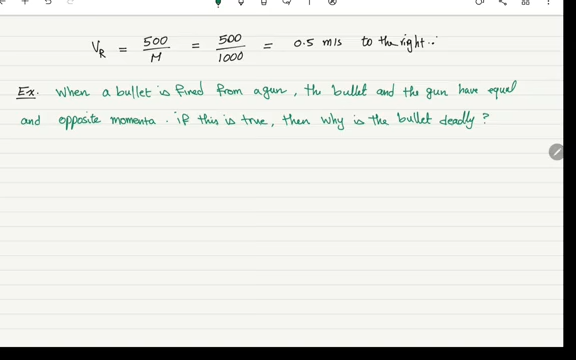 V_R = 500/M = 500/1000 = 0.5 m/s to the right.
Ex. When a bullet is fired from a gun, the bullet and the gun have equal
and opposite momenta. if this is true, then why is the bullet deadly?